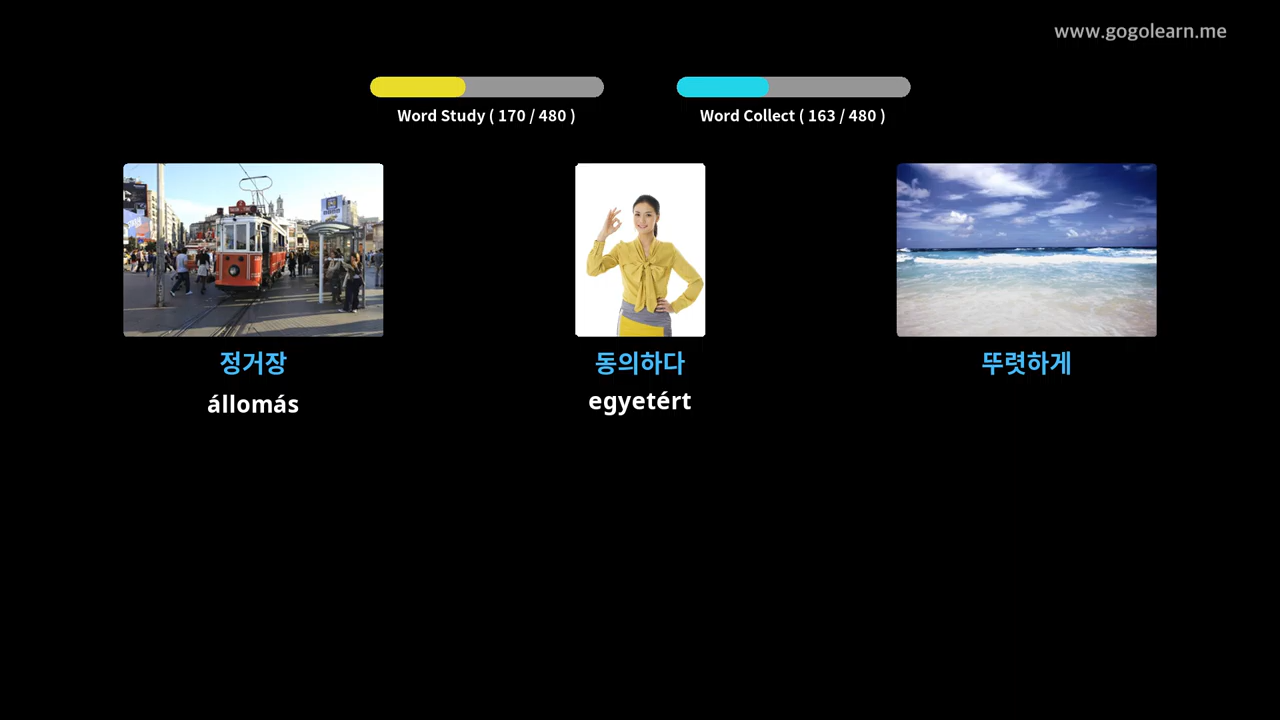 www.gogolearn.me
Word Study ( 170 / 480 )
Word Collect ( 163 / 480 )
정거장
állomás
동의하다
egyetért
뚜렷하게